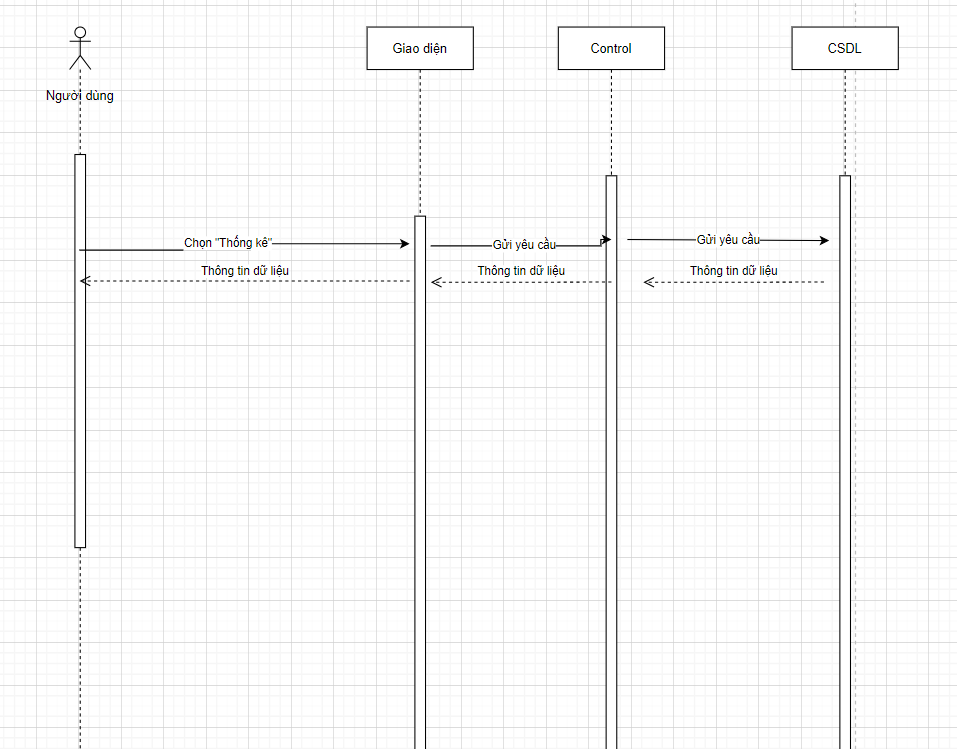 Người dùng
Giao diện
Control
CSDL
Chọn "Thống kê"
Gửi yêu cầu
Gửi yêu cầu
Thông tin dữ liệu
Thông tin dữ liệu
Thông tin dữ liệu